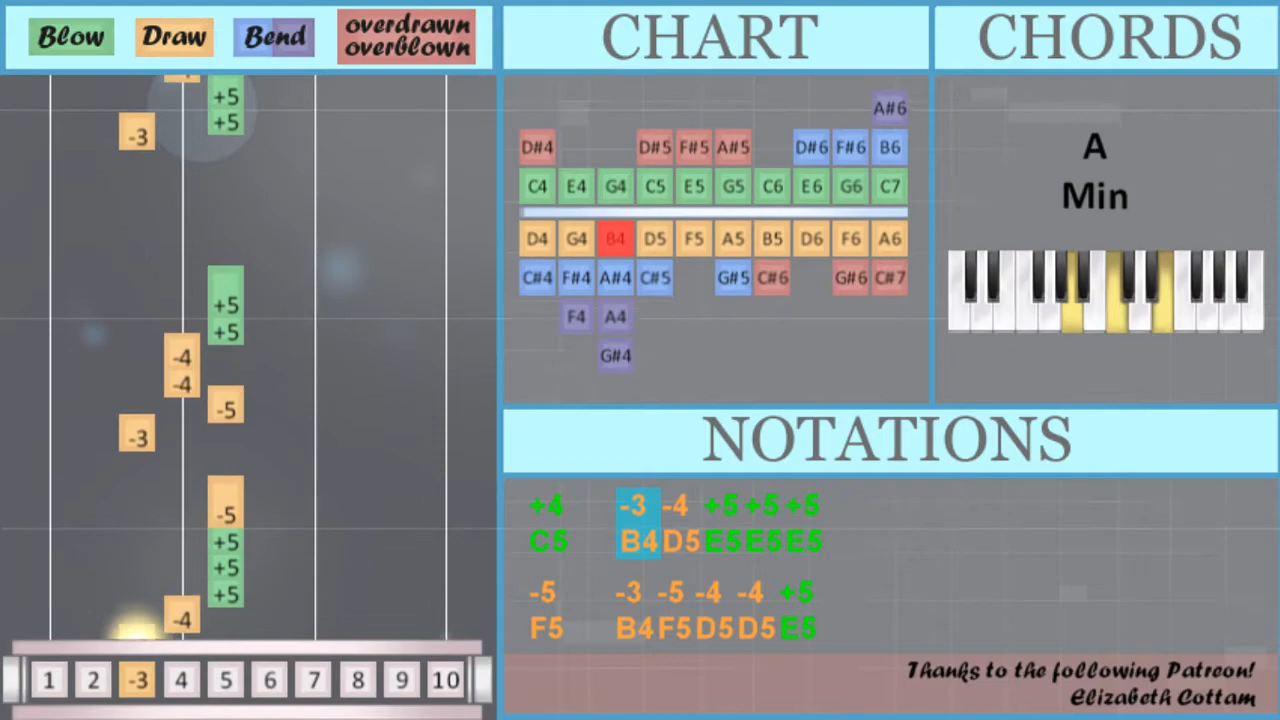 Blow Draw Bend overdrawn
overblown
CHART
CHORDS
+5
+5
-3
+5
+5
-4
-4
-5
-3
-5
+5
+5
+5
-4
1 2 -3 4 5 6 7 8 9 10
A#6
D#4 D#5 F#5 A#5 D#6 F#6 B6
C4 E4 G4 C5 E5 G5 C6 E6 G6 C7
D4 G4 B4 D5 F5 A5 B5 D6 F6 A6
C#4 F#4 A#4 C#5 G#5 C#6 G#6 C#7
F4 A4
G#4
A
Min
NOTATIONS
+4 -3 -4 +5 +5 +5
C5 B4 D5 E5 E5 E5
-5 -3 -5 -4 -4 +5
F5 B4 F5 D5 D5 E5
Thanks to the following Patreon!
Elizabeth Cottam